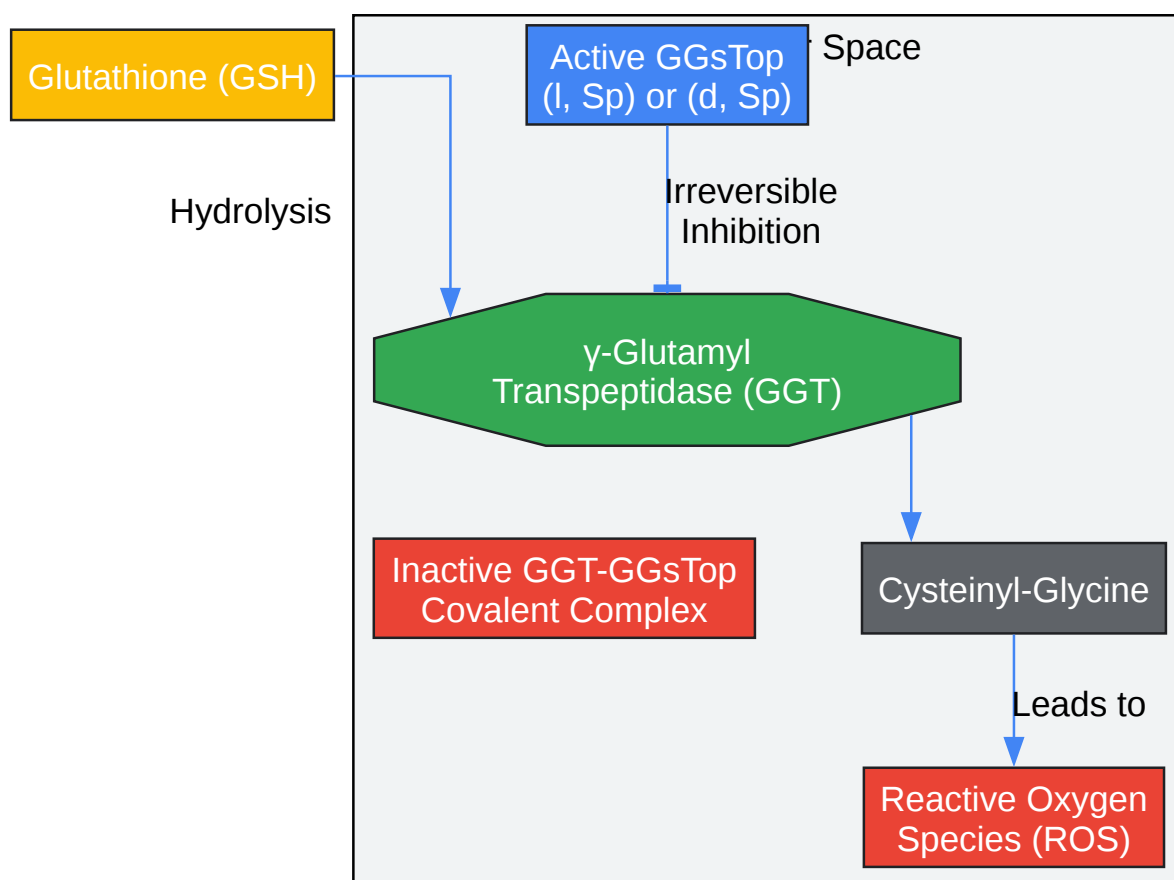 Glutathione (GSH)
Active GGsTop
(l, Sp) or (d, Sp)
Space
Hydrolysis
Irreversible
Inhibition
γ-Glutamyl
Transpeptidase (GGT)
Inactive GGT-GGsTop
Covalent Complex
Cysteinyl-Glycine
Leads to
Reactive Oxygen
Species (ROS)